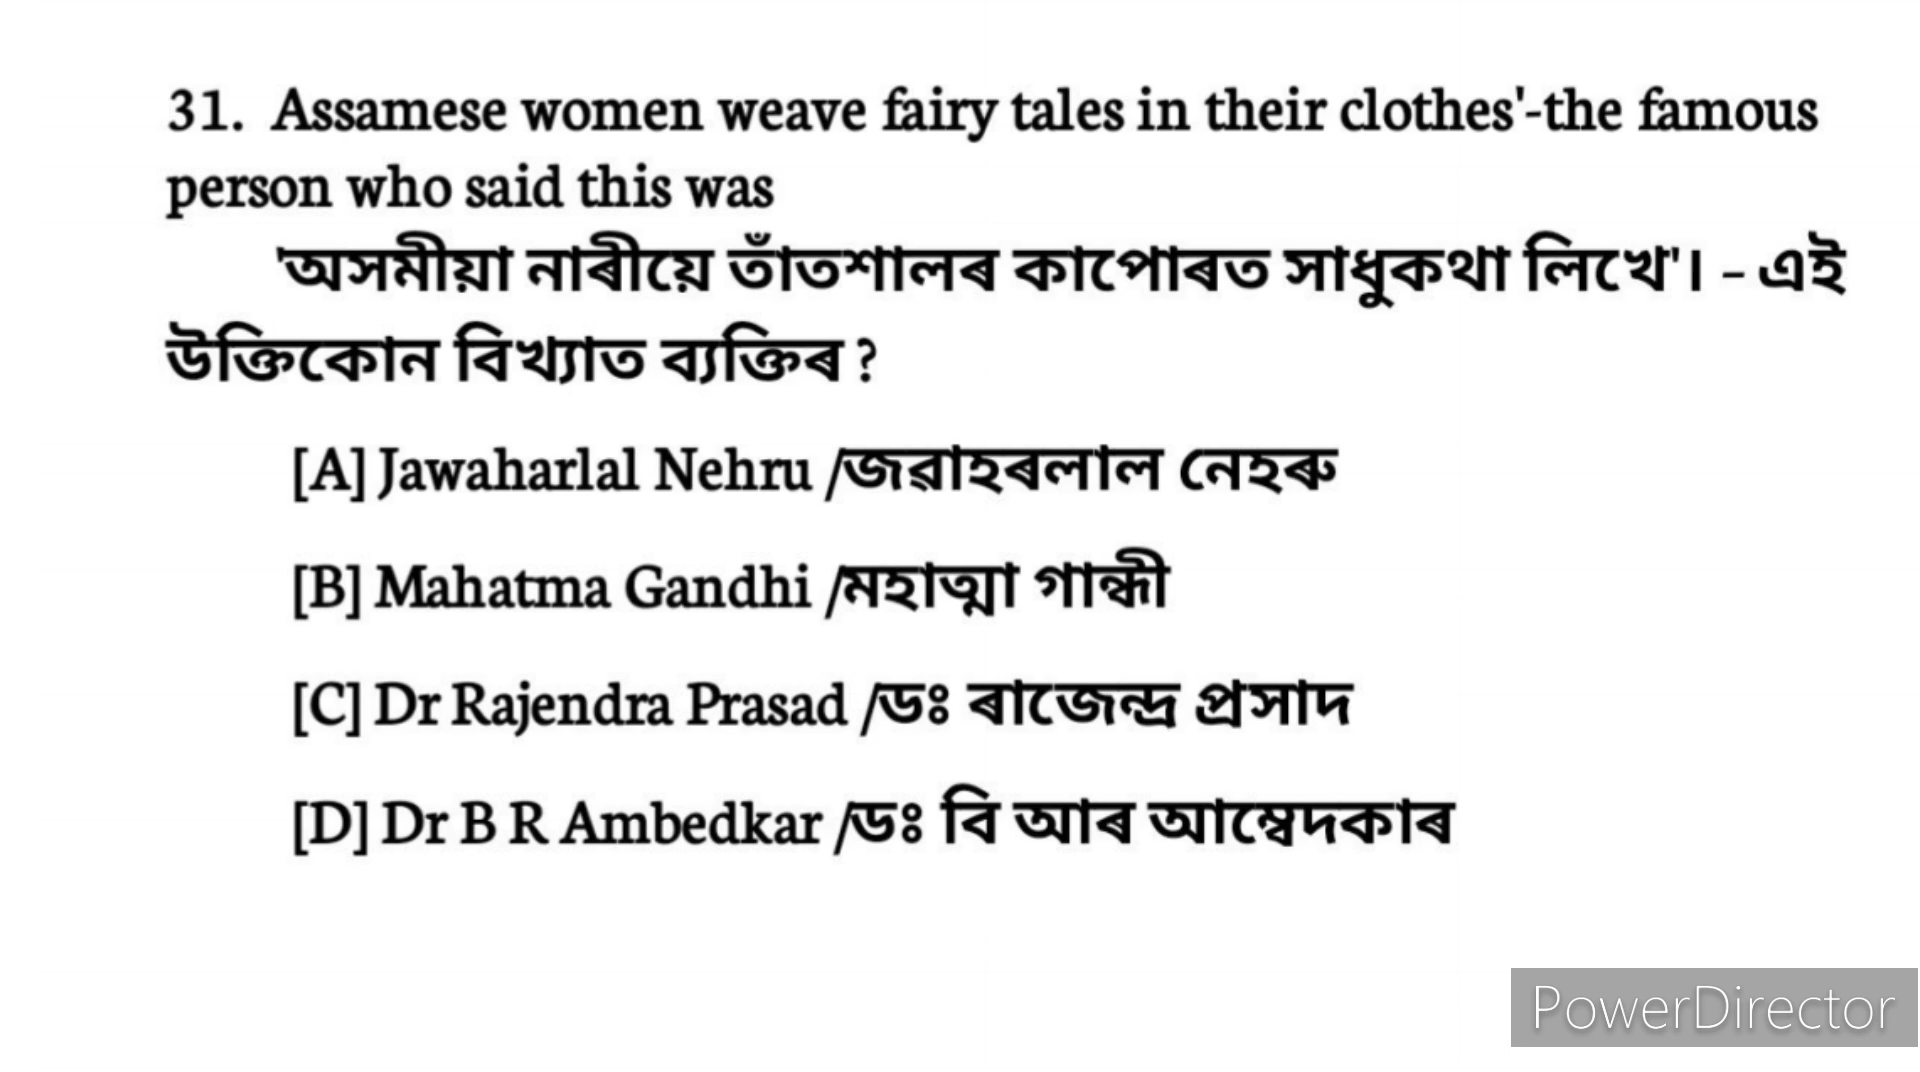 31. Assamese women weave fairy tales in their clothes'-the famous
person who said this was
'অসমীয়া নাৰীয়ে তাঁতশালৰ কাপোৰত সাধুকথা লিখে'। – এই
উক্তিকোন বিখ্যাত ব্যক্তিৰ ?
[A] Jawaharlal Nehru /জৱাহৰলাল নেহৰু
[B] Mahatma Gandhi /মহাত্মা গান্ধী
[C] Dr Rajendra Prasad /ডঃ ৰাজেন্দ্ৰ প্ৰসাদ
[D] Dr B R Ambedkar /ডঃ বি আৰ আম্বেদকাৰ
PowerDirector